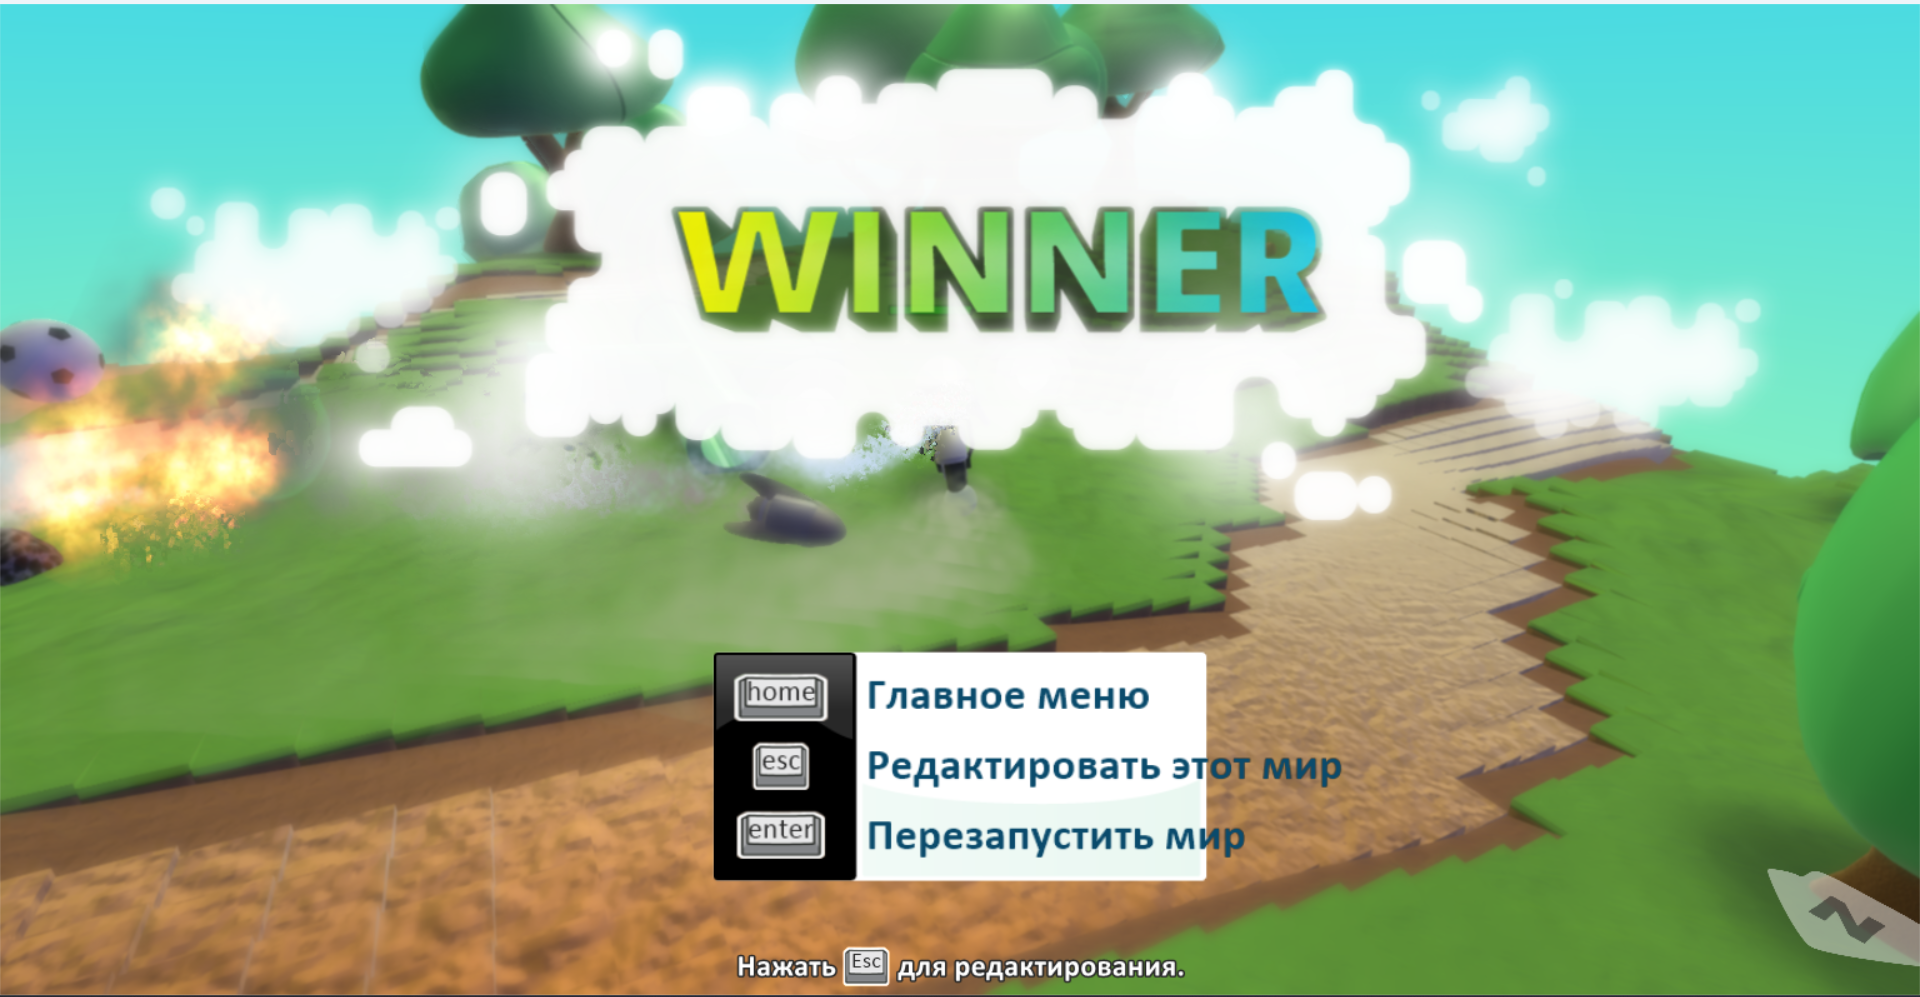 WINNER
home Главное меню
esc Редактировать этот мир
enter Перезапустить мир
Нажать Esc для редактирования.